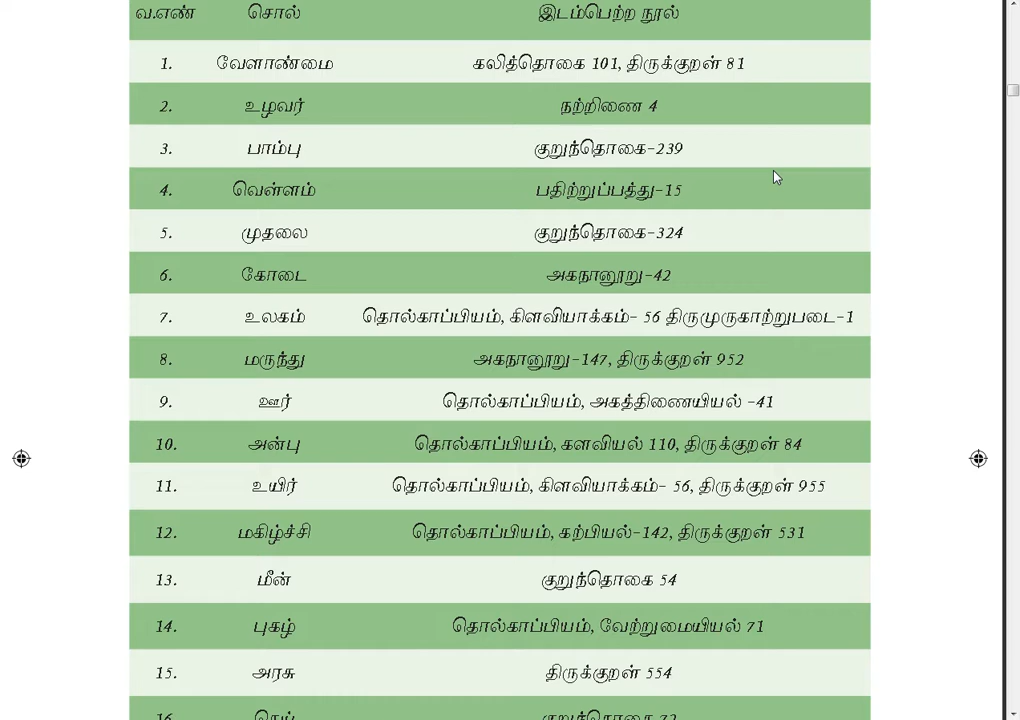 வ.எண் சொல் இடம்பெற்ற நூல்
1. வேளாண்மை கலித்தொகை 101, திருக்குறள் 81
2. உழவர் நற்றிணை 4
3. பாம்பு குறுந்தொகை-239
4. வெள்ளம் பதிற்றுப்பத்து-15
5. முதலை குறுந்தொகை-324
6. கோடை அகநானூறு-42
7. உலகம் தொல்காப்பியம், கிளவியாக்கம்- 56 திருமுருகாற்றுபடை-1
8. மருந்து அகநானூறு-147, திருக்குறள் 952
9. ஊர் தொல்காப்பியம், அகத்திணையியல் -41
10. அன்பு தொல்காப்பியம், களவியல் 110, திருக்குறள் 84
11. உயிர் தொல்காப்பியம், கிளவியாக்கம்- 56, திருக்குறள் 955
12. மகிழ்ச்சி தொல்காப்பியம், கற்பியல்-142, திருக்குறள் 531
13. மீன் குறுந்தொகை 54
14. புகழ் தொல்காப்பியம், வேற்றுமையியல் 71
15. அரசு திருக்குறள் 554
16. செய் குறுந்தொகை 72